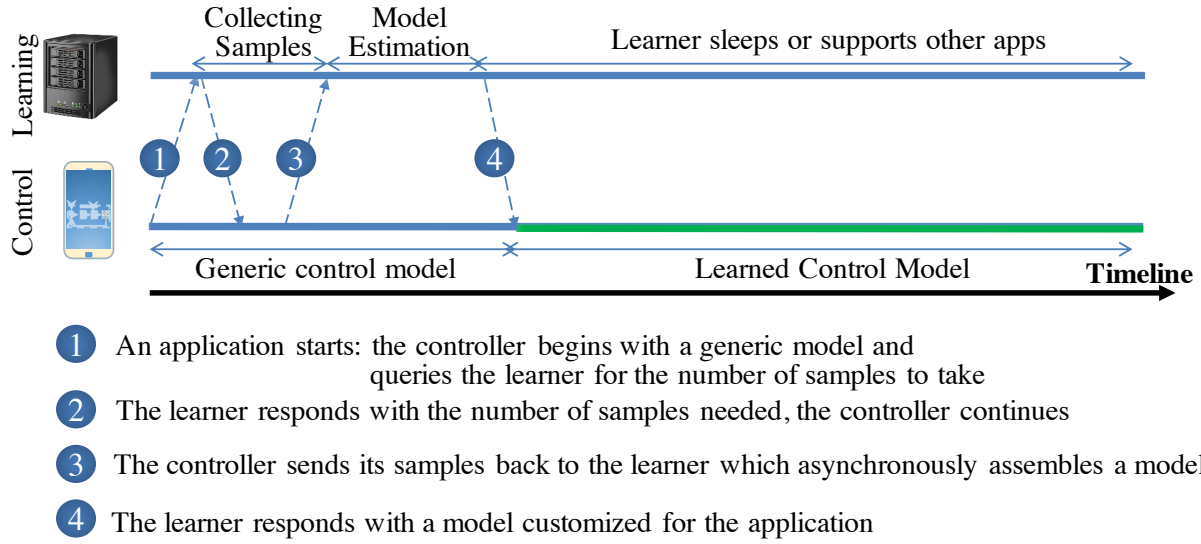 Collecting
Samples
Model
Estimation
Learner sleeps or supports other apps
Learning
1
2
3
4
Control
Generic control model
Learned Control Model
Timeline
1 An application starts: the controller begins with a generic model and
queries the learner for the number of samples to take
2 The learner responds with the number of samples needed, the controller continues
3 The controller sends its samples back to the learner which asynchronously assembles a model
4 The learner responds with a model customized for the application